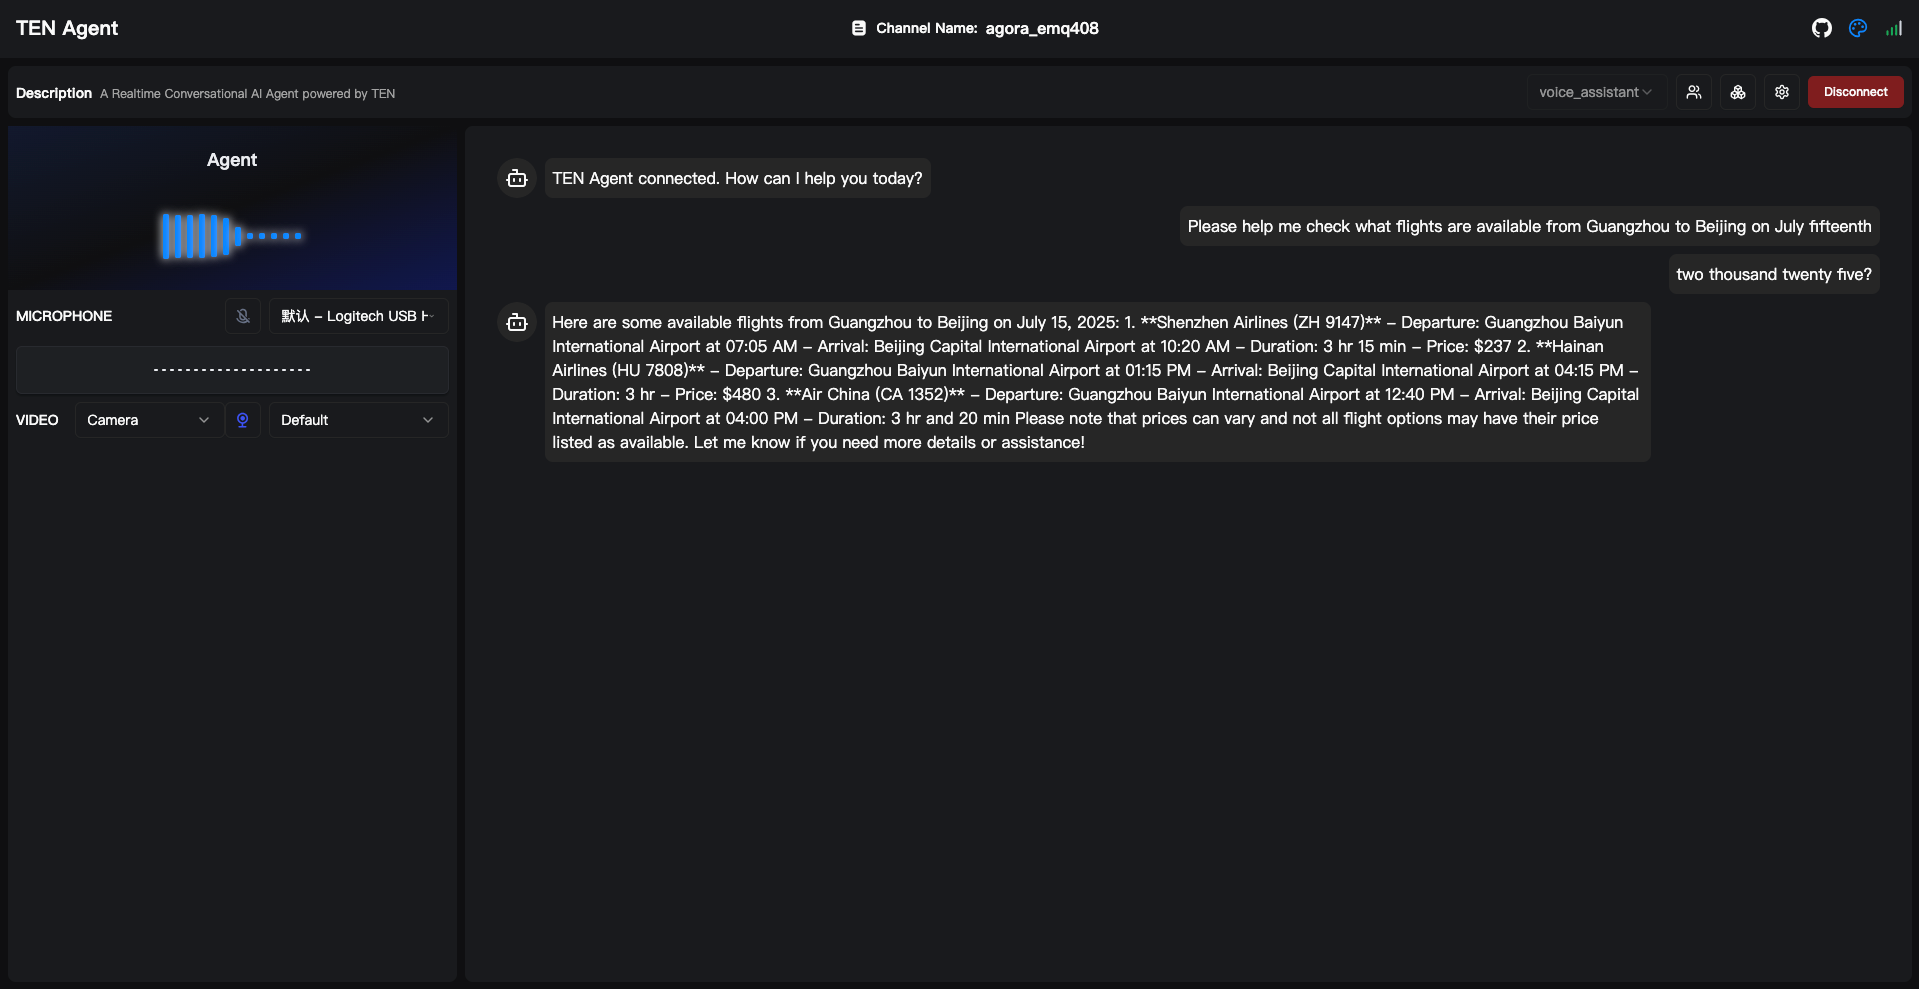 TEN Agent
Channel Name: agora_emq408
Description A Realtime Conversational AI Agent powered by TEN
voice_assistant
Disconnect
Agent
MICROPHONE
默认 – Logitech USB H
VIDEO
Camera
Default
TEN Agent connected. How can I help you today?
Please help me check what flights are available from Guangzhou to Beijing on July fifteenth
two thousand twenty five?
Here are some available flights from Guangzhou to Beijing on July 15, 2025: 1. **Shenzhen Airlines (ZH 9147)** – Departure: Guangzhou Baiyun
International Airport at 07:05 AM – Arrival: Beijing Capital International Airport at 10:20 AM – Duration: 3 hr 15 min – Price: $237 2. **Hainan
Airlines (HU 7808)** – Departure: Guangzhou Baiyun International Airport at 01:15 PM – Arrival: Beijing Capital International Airport at 04:15 PM –
Duration: 3 hr – Price: $480 3. **Air China (CA 1352)** – Departure: Guangzhou Baiyun International Airport at 12:40 PM – Arrival: Beijing Capital
International Airport at 04:00 PM – Duration: 3 hr and 20 min Please note that prices can vary and not all flight options may have their price
listed as available. Let me know if you need more details or assistance!